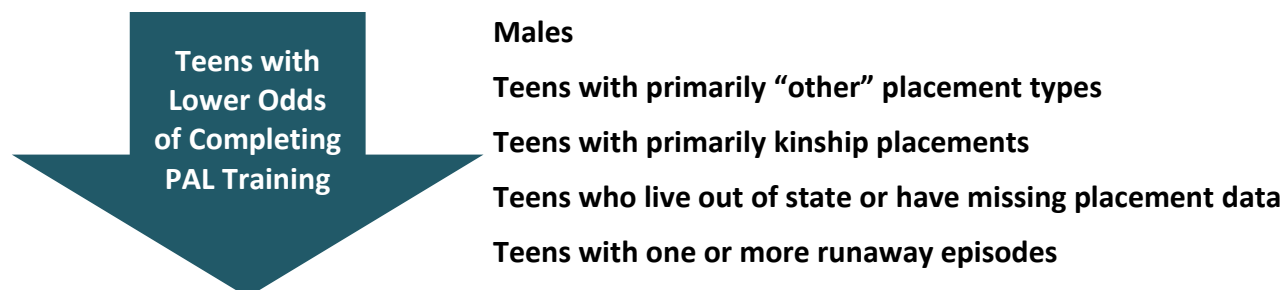 Teens with
Lower Odds
of Completing
PAL Training
Males
Teens with primarily “other” placement types
Teens with primarily kinship placements
Teens who live out of state or have missing placement data
Teens with one or more runaway episodes